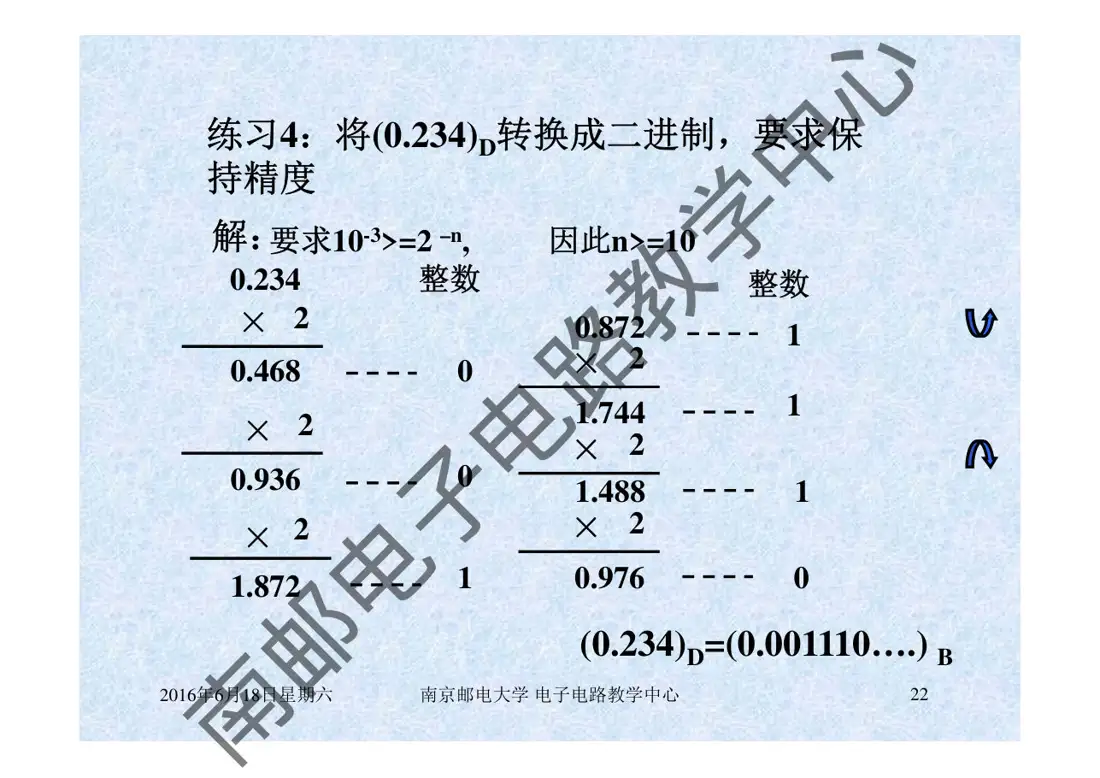 练习4：将(0.234)D转换成二进制，要求保
持精度
解：要求10-3>=2 –n, 因此n>=10
0.234 整数
× 2
0.468 ---- 0
× 2
0.936 ---- 0
× 2
1.872 ---- 1
整数
0.872 ---- 1
× 2
1.744 ---- 1
× 2
1.488 ---- 1
× 2
0.976 ---- 0
(0.234)D=(0.001110….) B
2016年6月18日星期六 南京邮电大学 电子电路教学中心 22
南邮电子电路教学中心